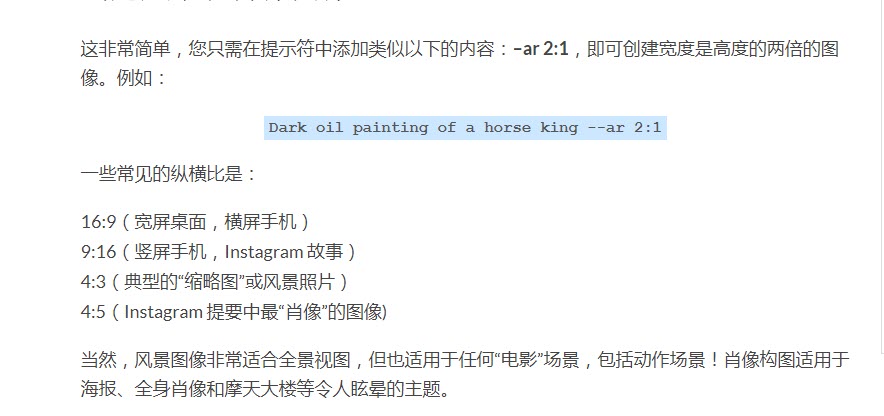 这非常简单，您只需在提示符中添加类似以下的内容：–ar 2:1，即可创建宽度是高度的两倍的图
像。例如：
Dark oil painting of a horse king --ar 2:1
一些常见的纵横比是：
16:9（宽屏桌面，横屏手机）
9:16（竖屏手机，Instagram 故事）
4:3（典型的“缩略图”或风景照片）
4:5（Instagram 提要中最“肖像”的图像)
当然，风景图像非常适合全景视图，但也适用于任何“电影”场景，包括动作场景！肖像构图适用于
海报、全身肖像和摩天大楼等令人眩晕的主题。